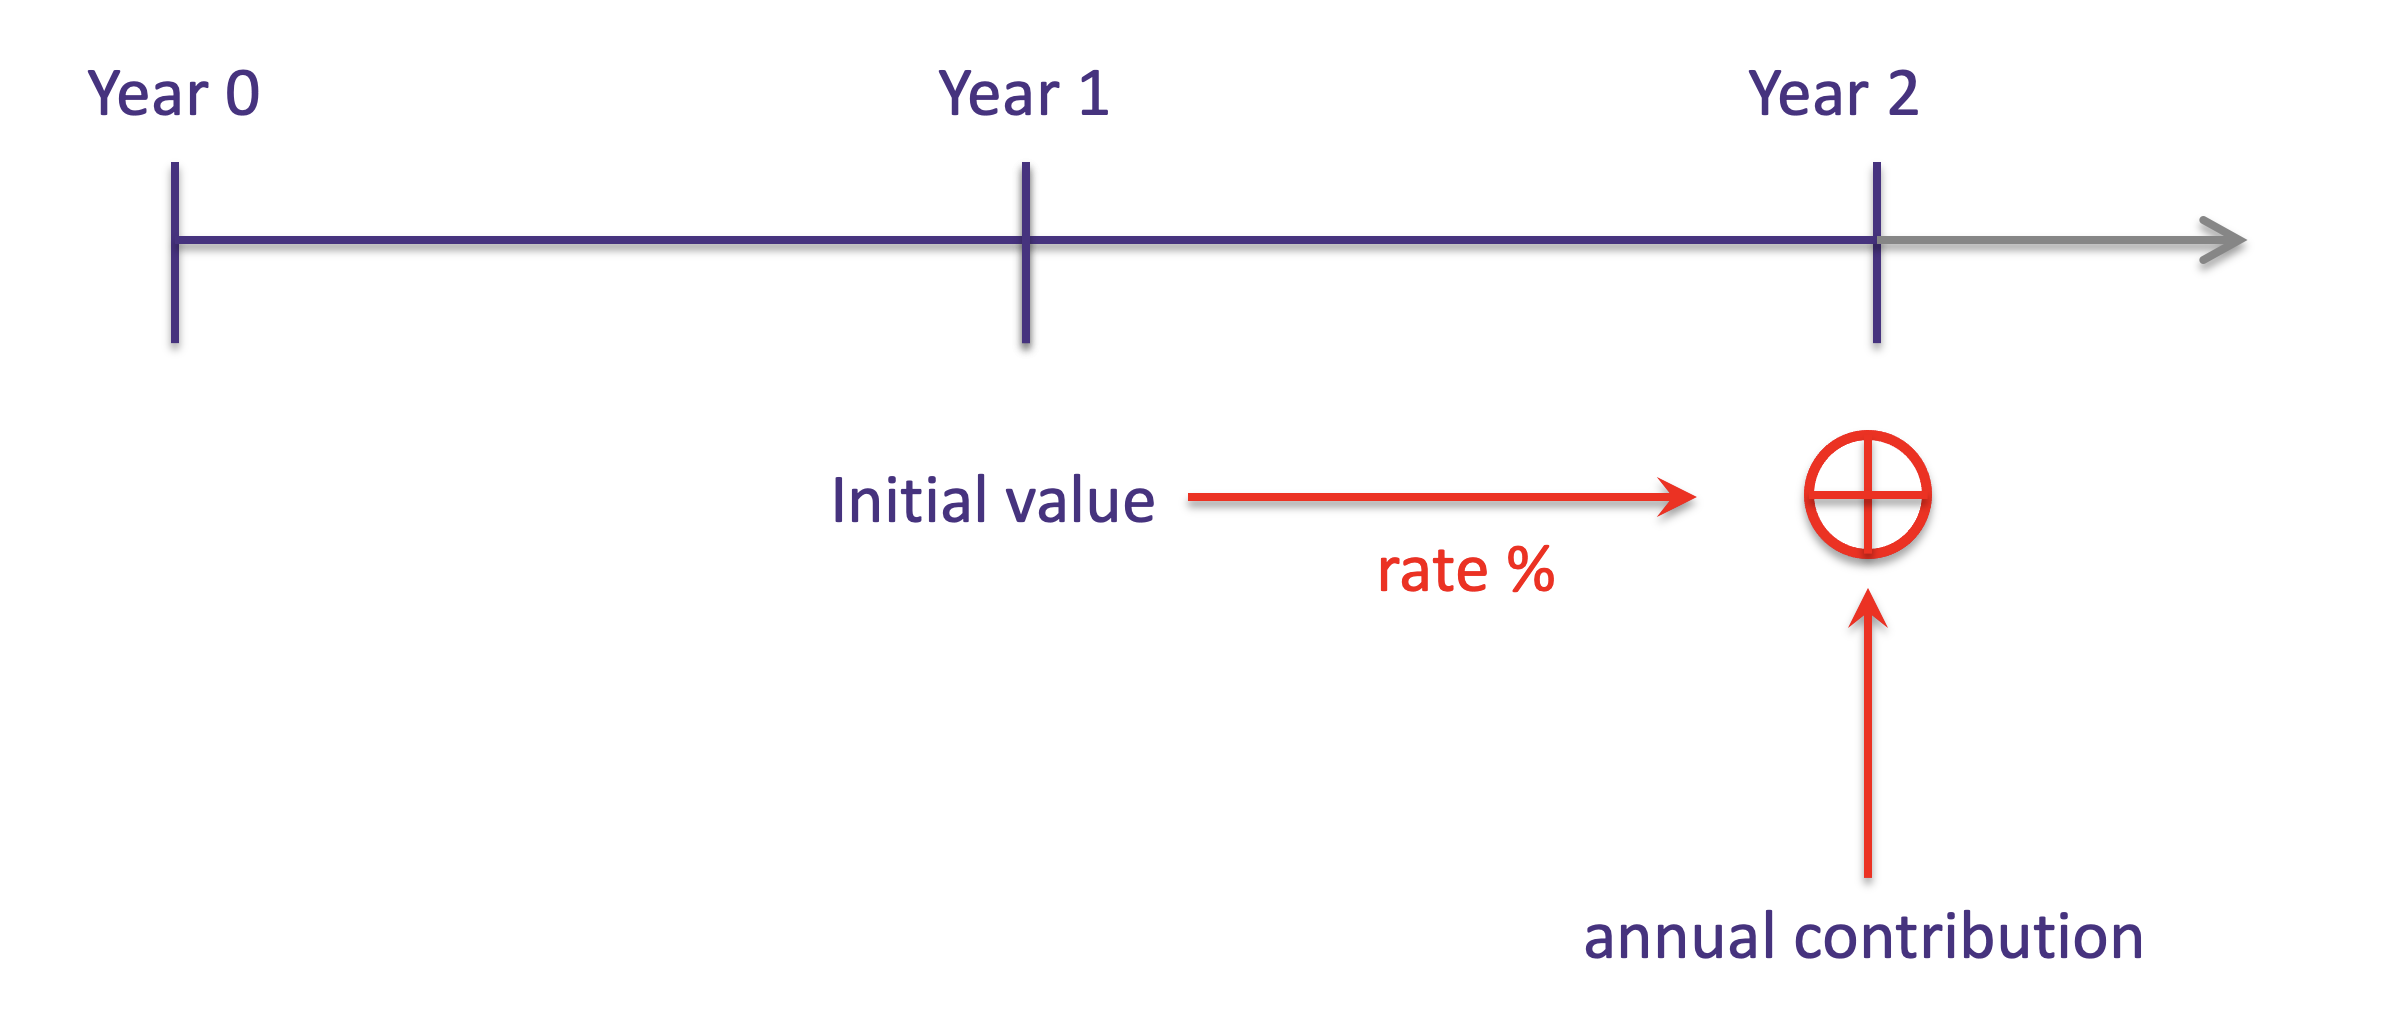 Year 0
Year 1
Year 2
Initial value
rate %
annual contribution